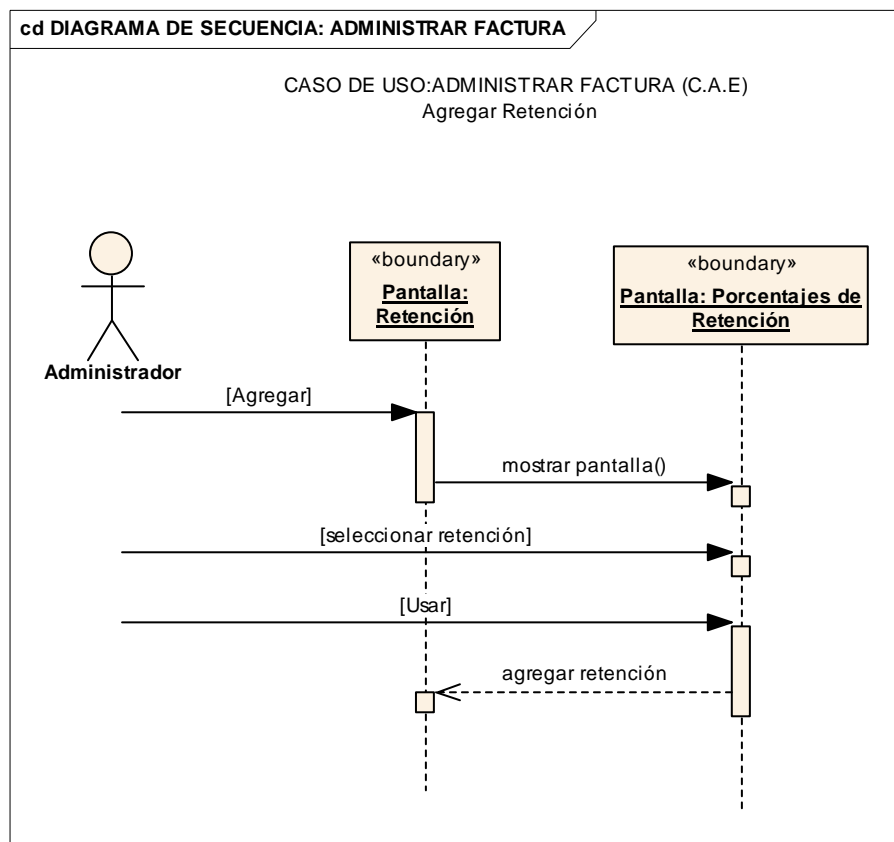 cd DIAGRAMA DE SECUENCIA: ADMINISTRAR FACTURA
CASO DE USO:ADMINISTRAR FACTURA (C.A.E)
Agregar Retención
Administrador
«boundary»
Pantalla:
Retención
«boundary»
Pantalla: Porcentajes de
Retención
[Agregar]
mostrar pantalla()
[seleccionar retención]
[Usar]
agregar retención